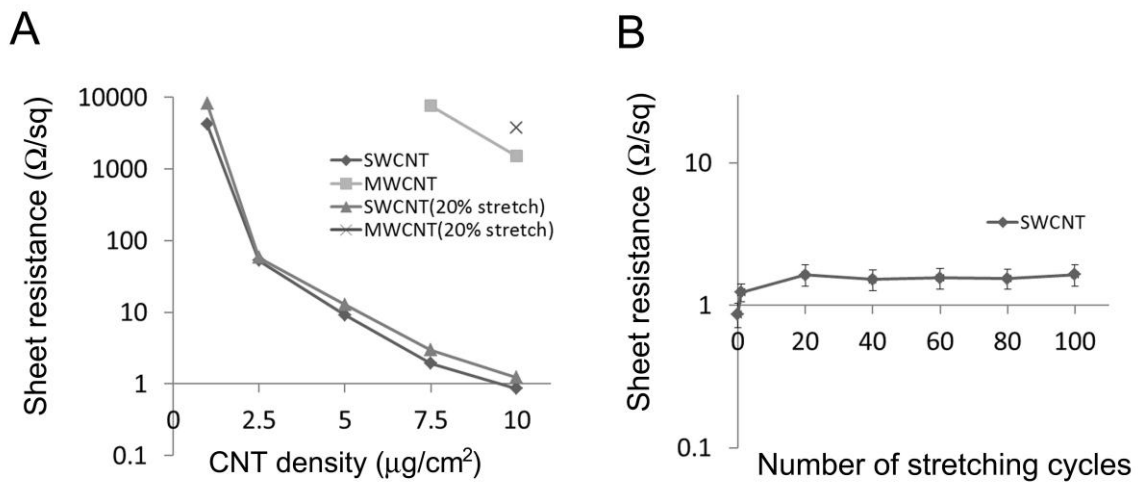 A
Sheet resistance (Ω/sq)
10000
1000
100
10
1
0.1
0
2.5
5
7.5
10
CNT density (μg/cm²)
SWCNT
MWCNT
SWCNT(20% stretch)
MWCNT(20% stretch)
B
Sheet resistance (Ω/sq)
10
1
0.1
0
20
40
60
80
100
Number of stretching cycles
SWCNT